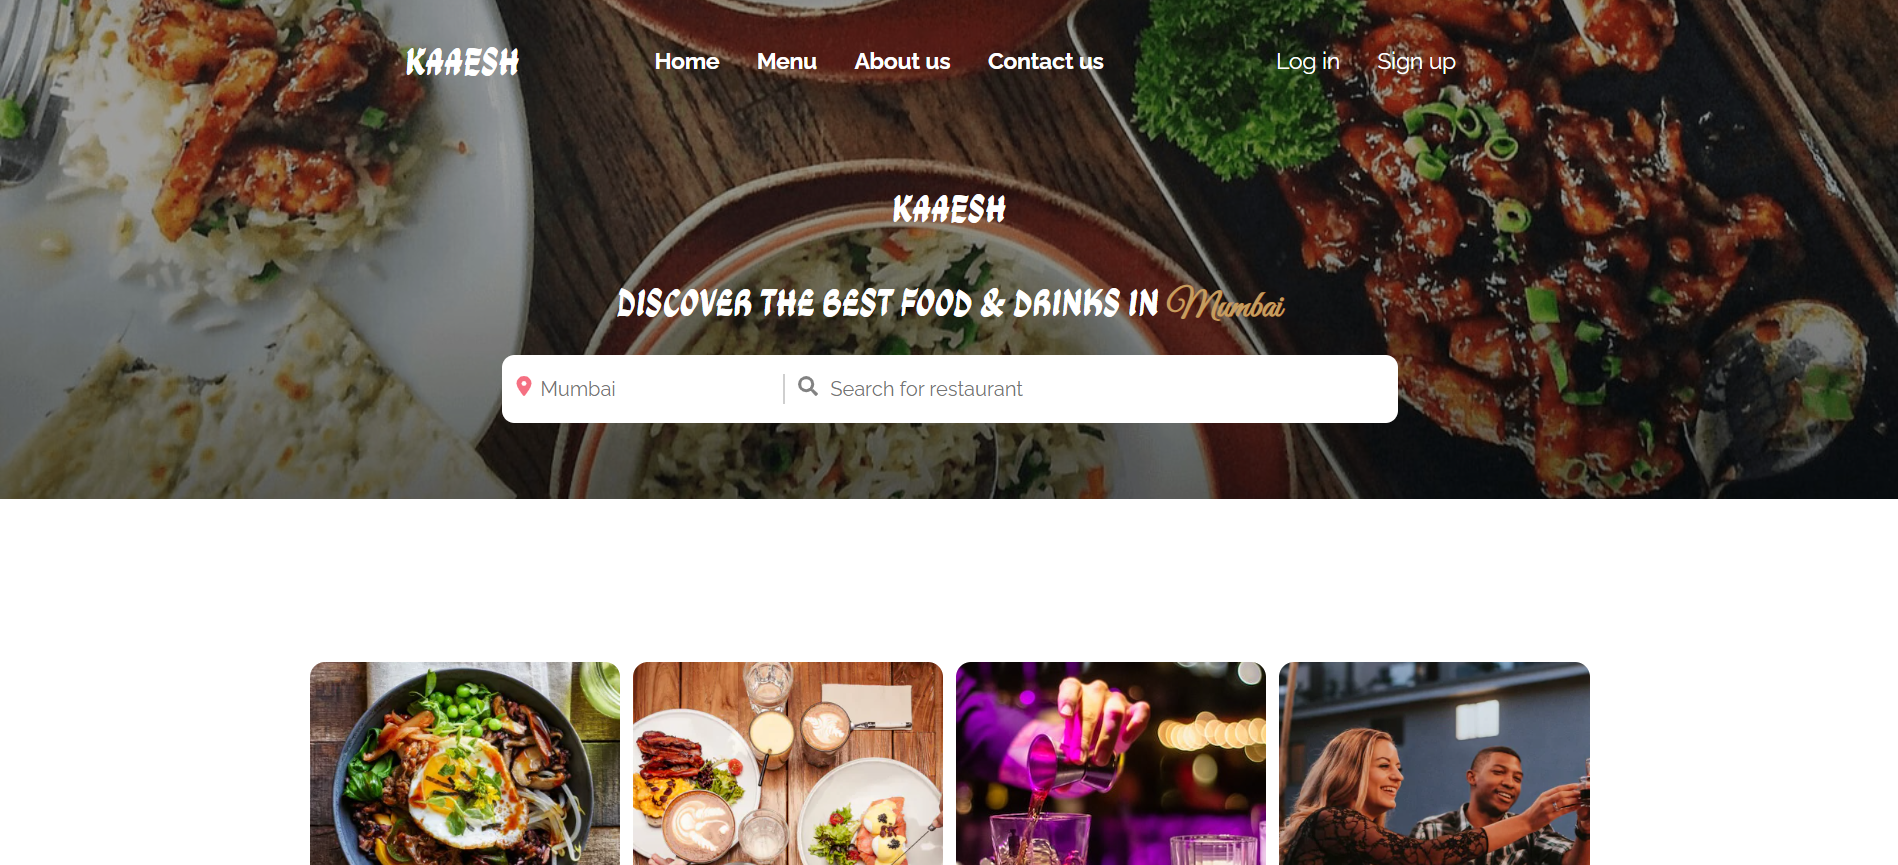 KAAESH
Home Menu About us Contact us
Log in Sign up
KAAESH
DISCOVER THE BEST FOOD & DRINKS IN Mumbai
Mumbai
Search for restaurant